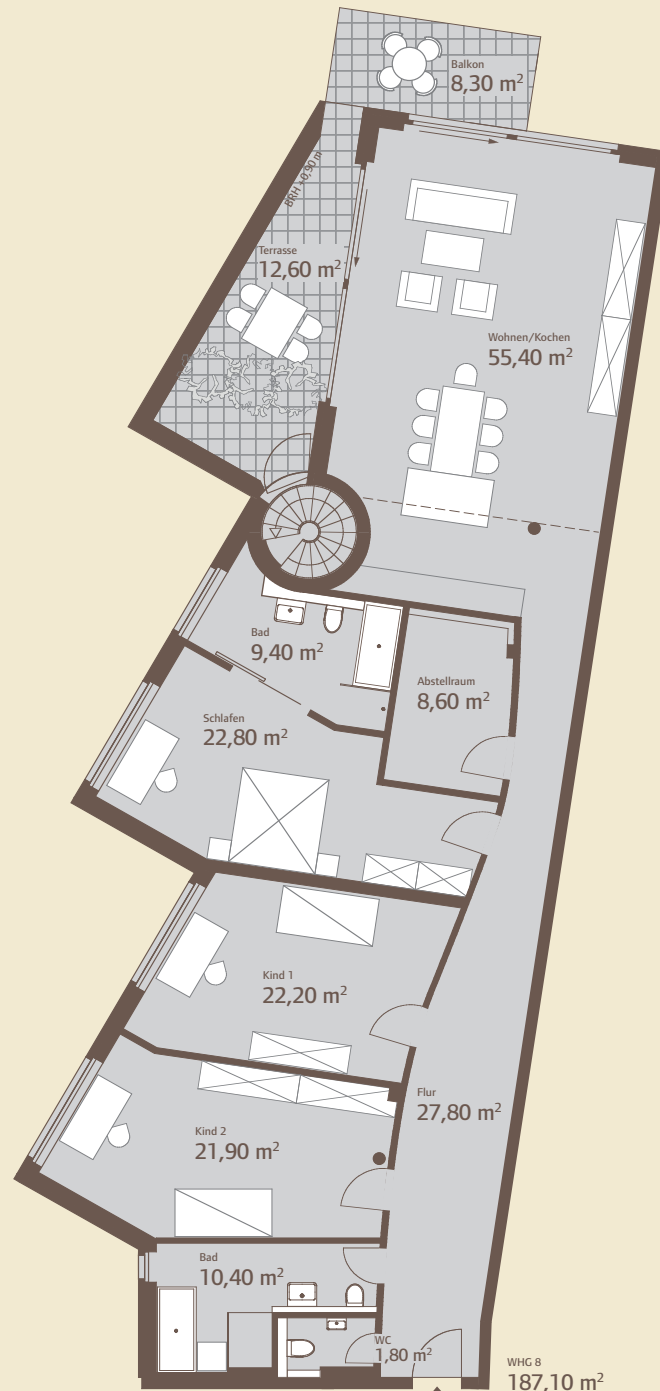 Balkon
8,30 m²
BRH +0,90 m
Terrasse
12,60 m²
Wohnen/Kochen
55,40 m²
Bad
9,40 m²
Abstellraum
8,60 m²
Schlafen
22,80 m²
Kind 1
22,20 m²
Flur
27,80 m²
Kind 2
21,90 m²
Bad
10,40 m²
WC
1,80 m²
WHG 8
187,10 m²